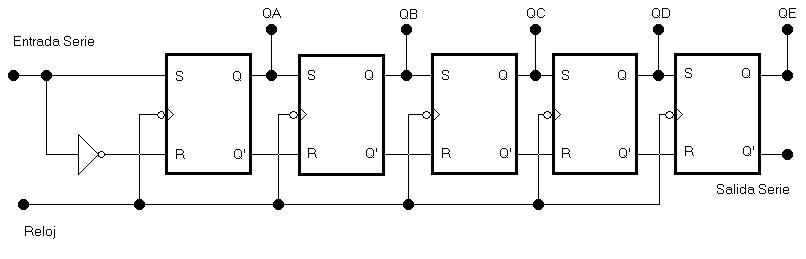 QA QB QC QD QE
Entrada Serie
S Q S Q S Q S Q S Q
R Q' R Q' R Q' R Q' R Q'
Salida Serie
Reloj